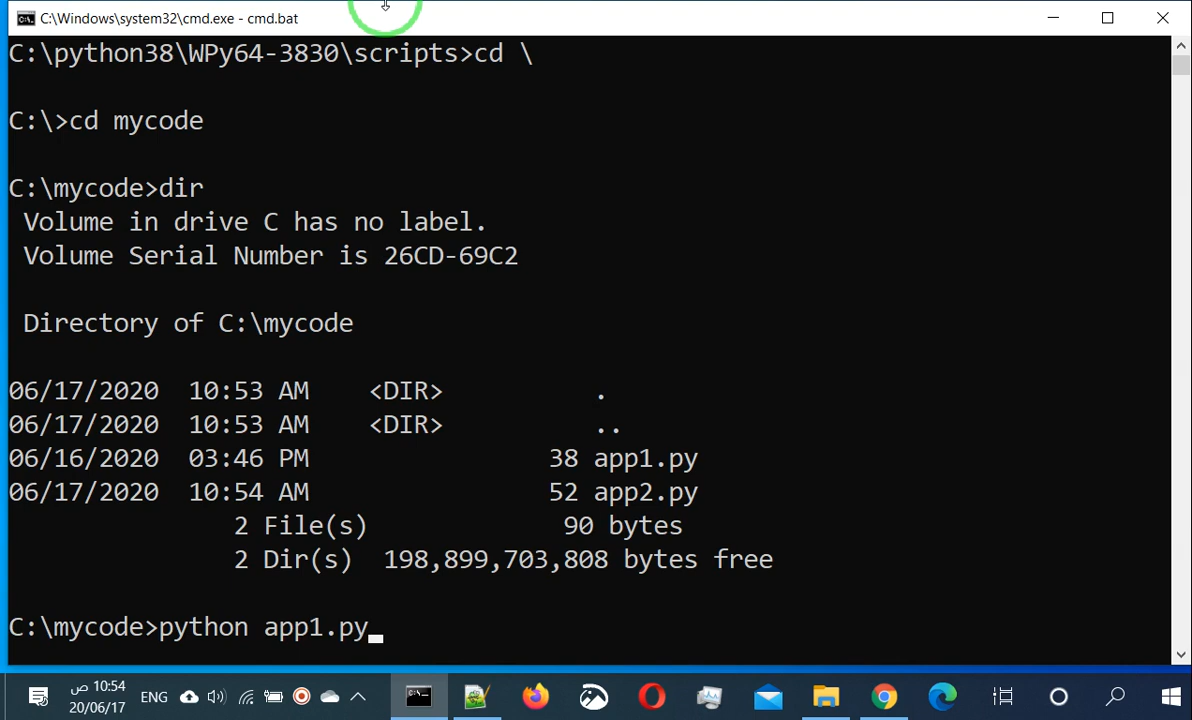 C:\Windows\system32\cmd.exe - cmd.bat
C:\python38\WPy64-3830\scripts>cd \
C:\>cd mycode
C:\mycode>dir
Volume in drive C has no label.
Volume Serial Number is 26CD-69C2
Directory of C:\mycode
06/17/2020  10:53 AM    <DIR>          .
06/17/2020  10:53 AM    <DIR>          ..
06/16/2020  03:46 PM                38 app1.py
06/17/2020  10:54 AM                52 app2.py
2 File(s)             90 bytes
2 Dir(s)  198,899,703,808 bytes free
C:\mycode>python app1.py
10:54 ص
ENG
20/06/17